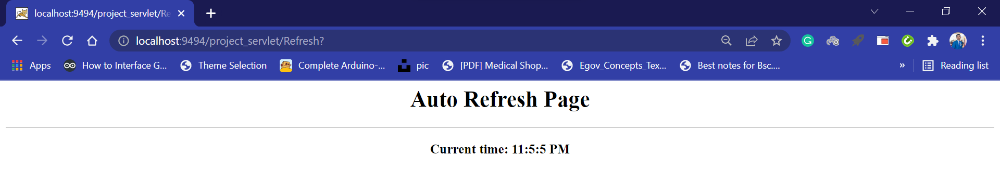 localhost:9494/project_servlet/Re
localhost:9494/project_servlet/Refresh?
Apps How to Interface G... Theme Selection Complete Arduino-... pic [PDF] Medical Shop... Egov_Concepts_Tex... Best notes for Bsc.... » Reading list
Auto Refresh Page
Current time: 11:5:5 PM